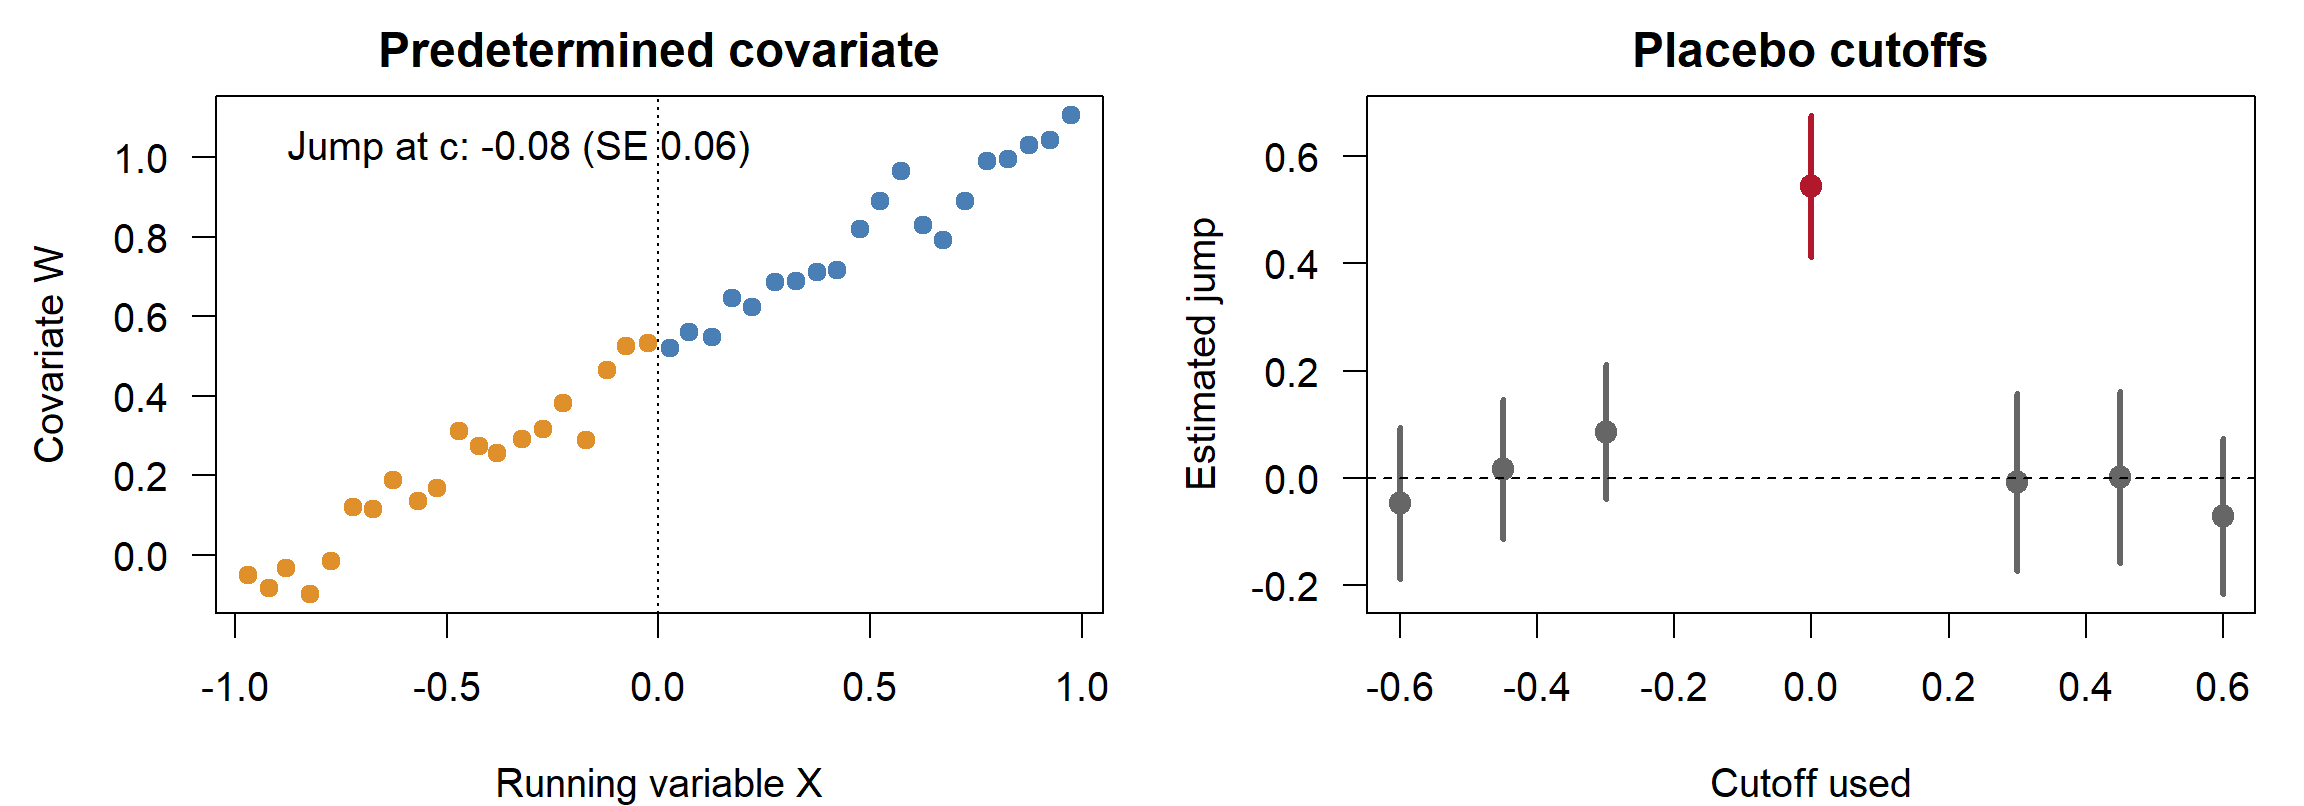 Predetermined covariate
Jump at c: -0.08 (SE 0.06)
Covariate W
1.0
0.8
0.6
0.4
0.2
0.0
-1.0 -0.5 0.0 0.5 1.0
Running variable X
Placebo cutoffs
Estimated jump
0.6
0.4
0.2
0.0
-0.2
-0.6 -0.4 -0.2 0.0 0.2 0.4 0.6
Cutoff used